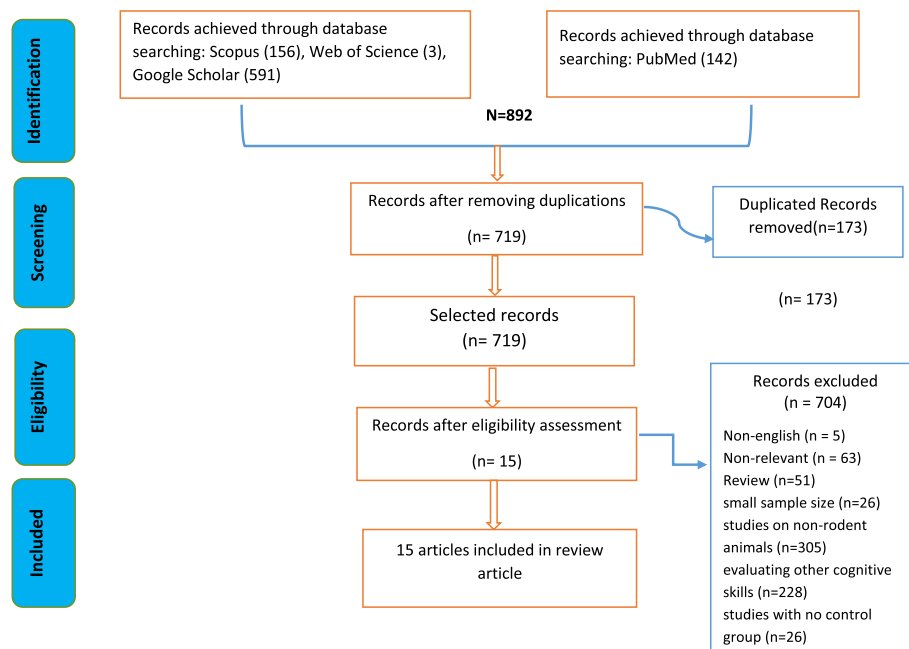 Identification
Records achieved through database
searching: Scopus (156), Web of Science (3),
Google Scholar (591)
Records achieved through database
searching: PubMed (142)
N=892
Screening
Records after removing duplications
(n= 719)
Duplicated Records
removed(n=173)
(n= 173)
Selected records
(n= 719)
Eligibility
Records after eligibility assessment
(n= 15)
Records excluded
(n = 704)
Non-english (n = 5)
Non-relevant (n = 63)
Review (n=51)
small sample size (n=26)
studies on non-rodent
animals (n=305)
evaluating other cognitive
skills (n=228)
studies with no control
group (n=26)
Included
15 articles included in review
article